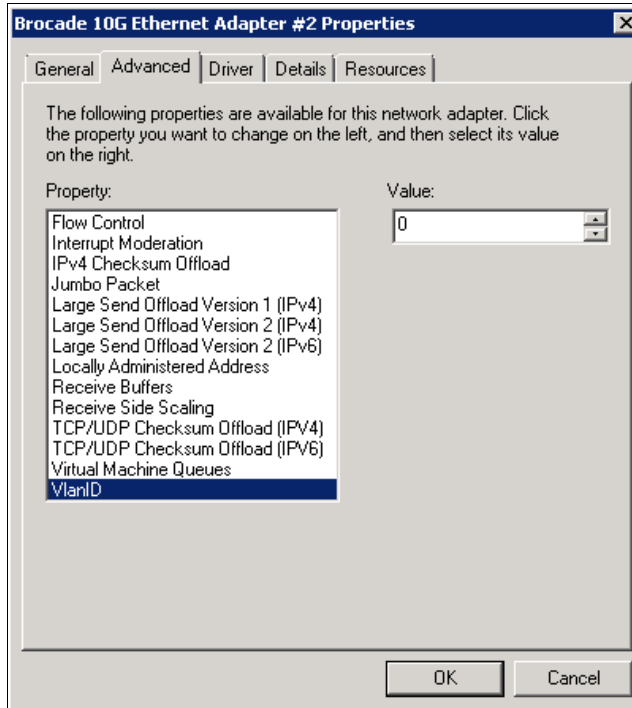 Brocade 10G Ethernet Adapter #2 Properties
General Advanced Driver Details Resources
The following properties are available for this network adapter. Click
the property you want to change on the left, and then select its value
on the right.
Property:
Value:
Flow Control
Interrupt Moderation
IPv4 Checksum Offload
Jumbo Packet
Large Send Offload Version 1 (IPv4)
Large Send Offload Version 2 (IPv4)
Large Send Offload Version 2 (IPv6)
Locally Administered Address
Receive Buffers
Receive Side Scaling
TCP/UDP Checksum Offload (IPV4)
TCP/UDP Checksum Offload (IPV6)
Virtual Machine Queues
VlanID
0
OK Cancel